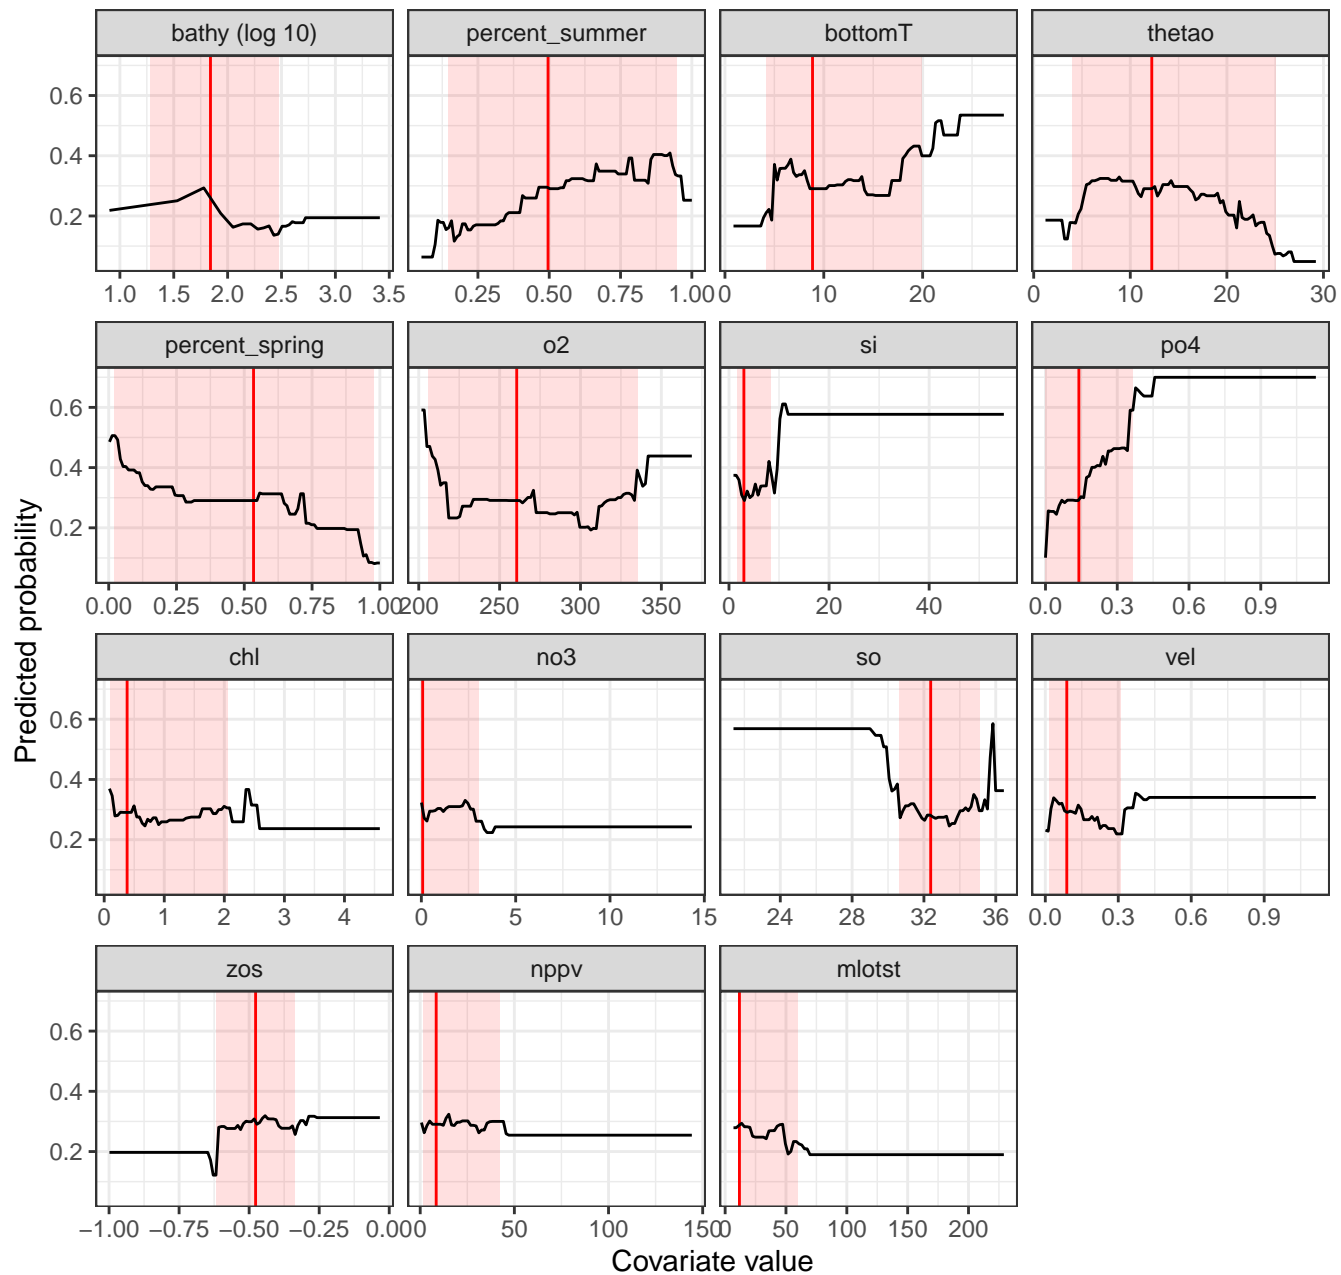 bathy (log 10) percent_summer bottomT thetao
0.6
0.4
0.2
1.0 1.5 2.0 2.5 3.0 3.5 0.25 0.50 0.75 1.00 0 10 20 0 10 20 30
percent_spring o2 si po4
0.6
0.4
0.2
0.00 0.25 0.50 0.75 1.00 200 250 300 350 0 20 40 0.0 0.3 0.6 0.9
Predicted probability
chl no3 so vel
0.6
0.4
0.2
0 1 2 3 4 0 5 10 15 24 28 32 36 0.0 0.3 0.6 0.9
zos nppv mlotst
0.6
0.4
0.2
−1.00 −0.75 −0.50 −0.25 0.00 0 50 100 150 0 50 100 150 200
Covariate value